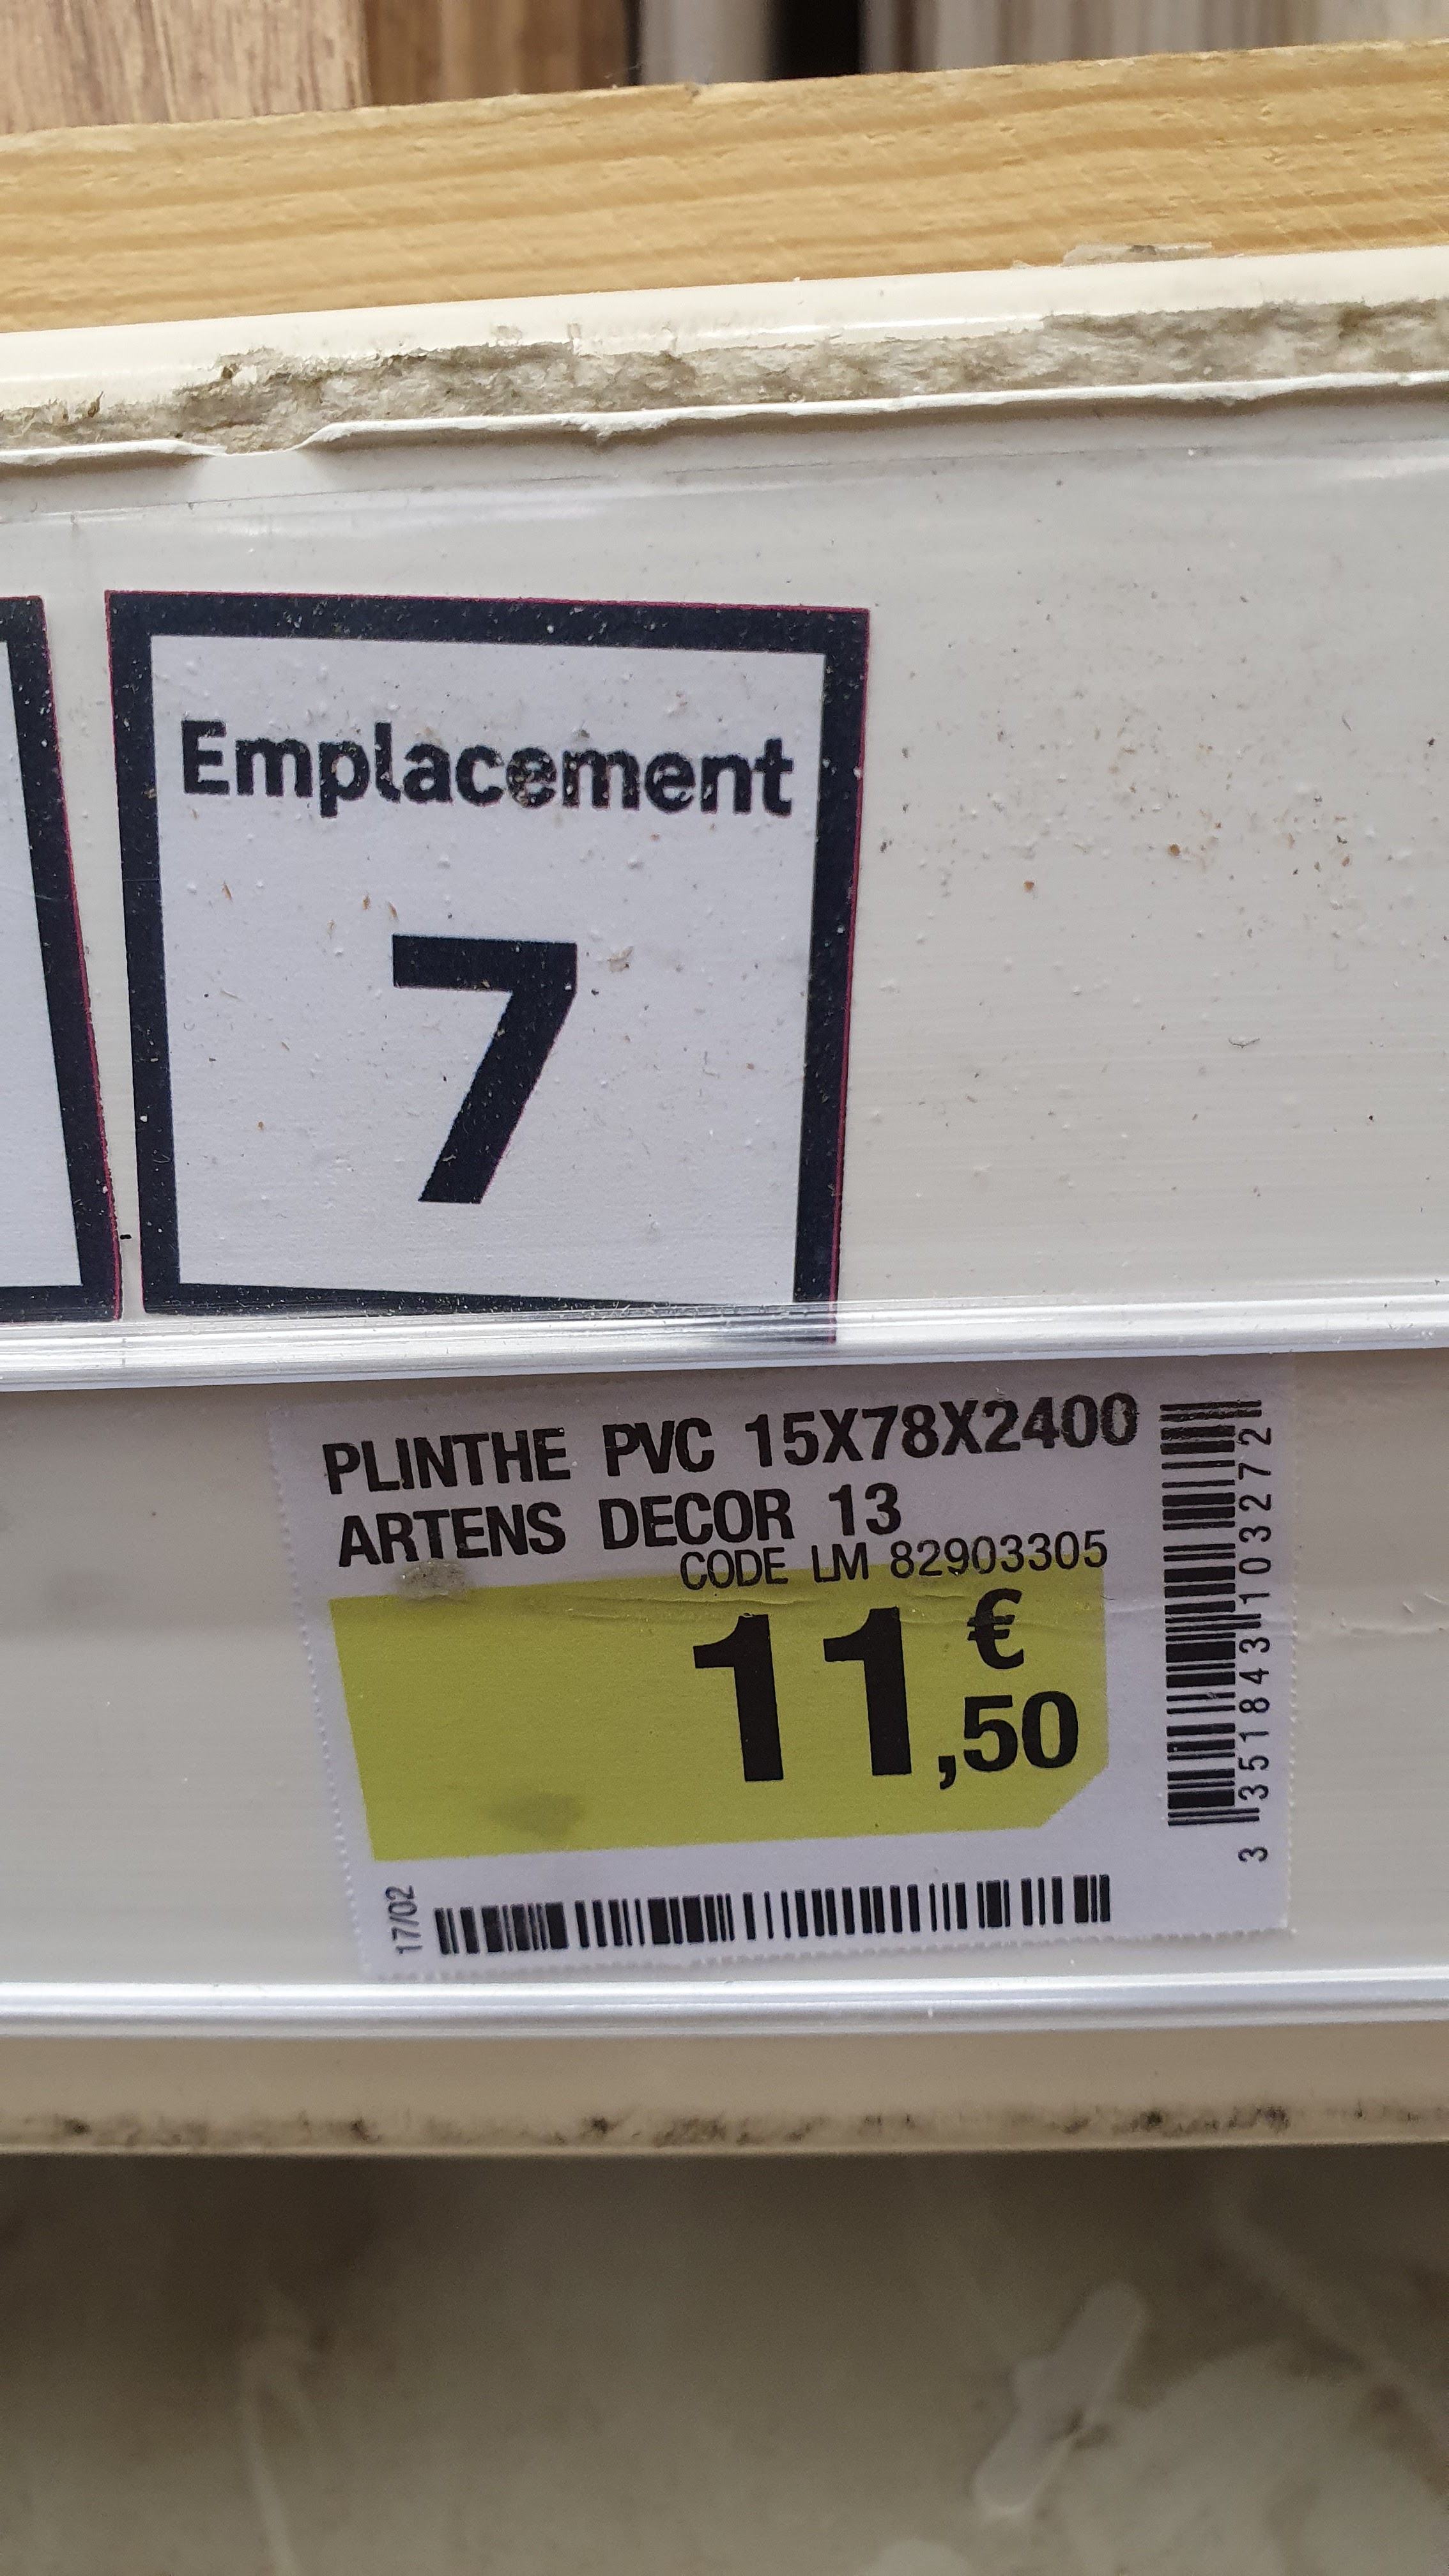 Emplacement
7
PLINTHE PVC 15X78X2400
ARTENS DECOR 13
CODE LM 82903305
11 €
,50
17/02
3 351843 103272